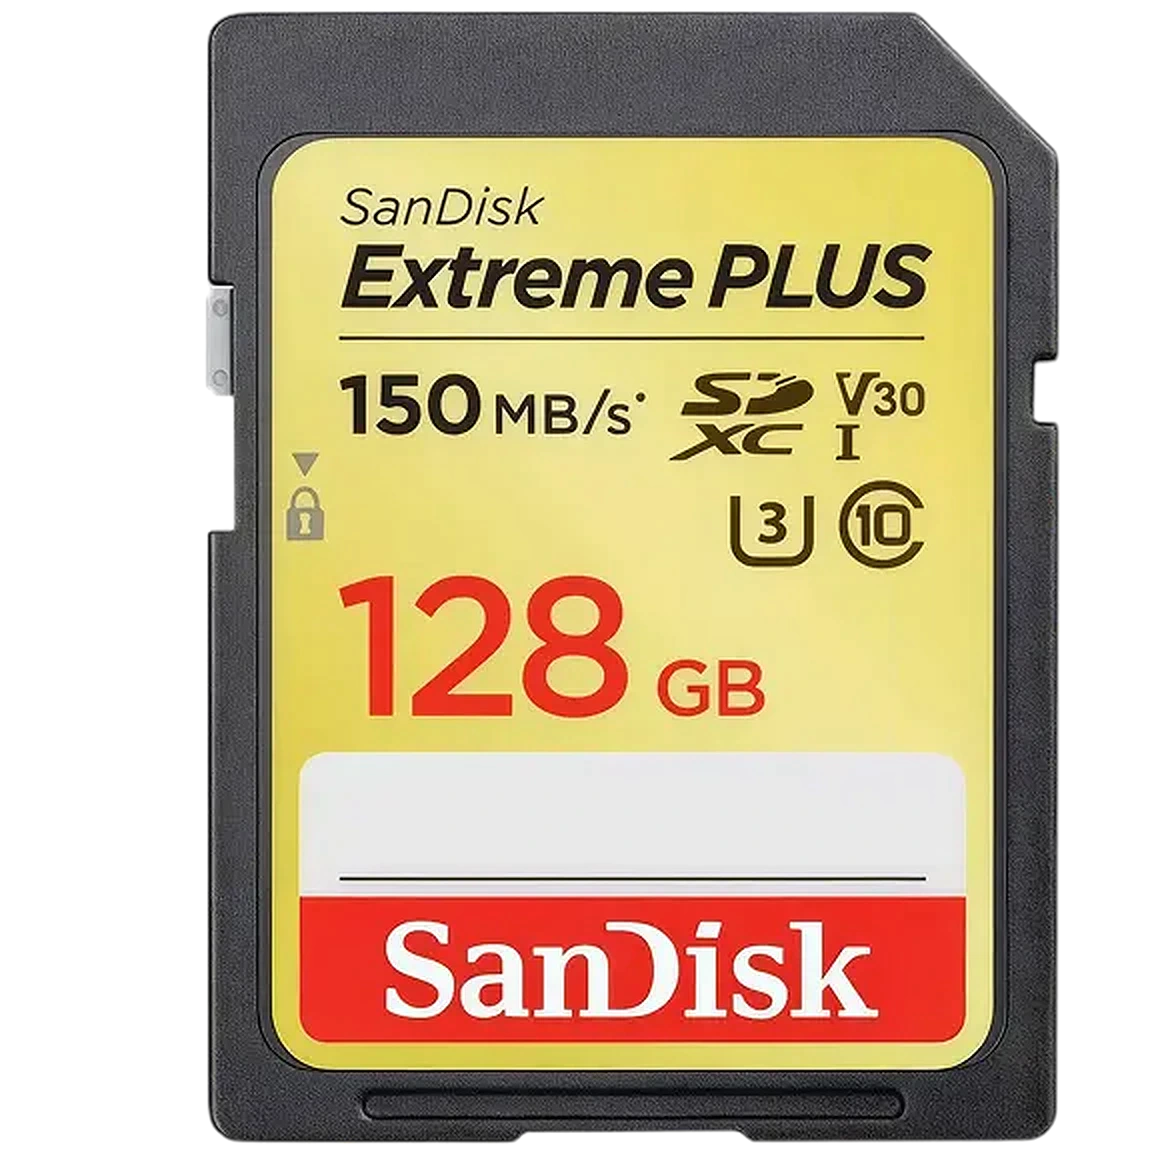 SanDisk
Extreme PLUS
150 MB/s*
SD XC
V30
I
3
10
128 GB
SanDisk